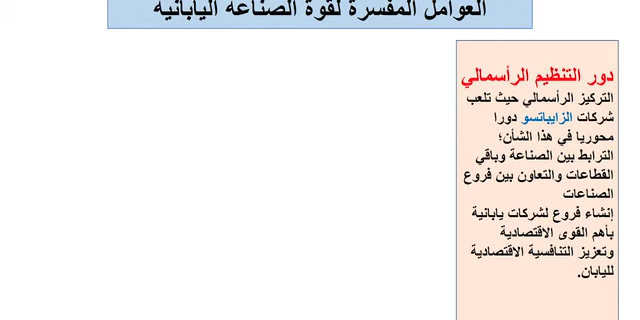 العوامل المفسرة لقوة الصناعة اليابانية
دور التنظيم الرأسمالي
التركيز الرأسمالي حيث تلعب
شركات الزايباتسو دورا
محوريا في هذا الشأن؛
الترابط بين الصناعة وباقي
القطاعات والتعاون بين فروع
الصناعات
إنشاء فروع لشركات يابانية
بأهم القوى الاقتصادية
وتعزيز التنافسية الاقتصادية
لليابان.